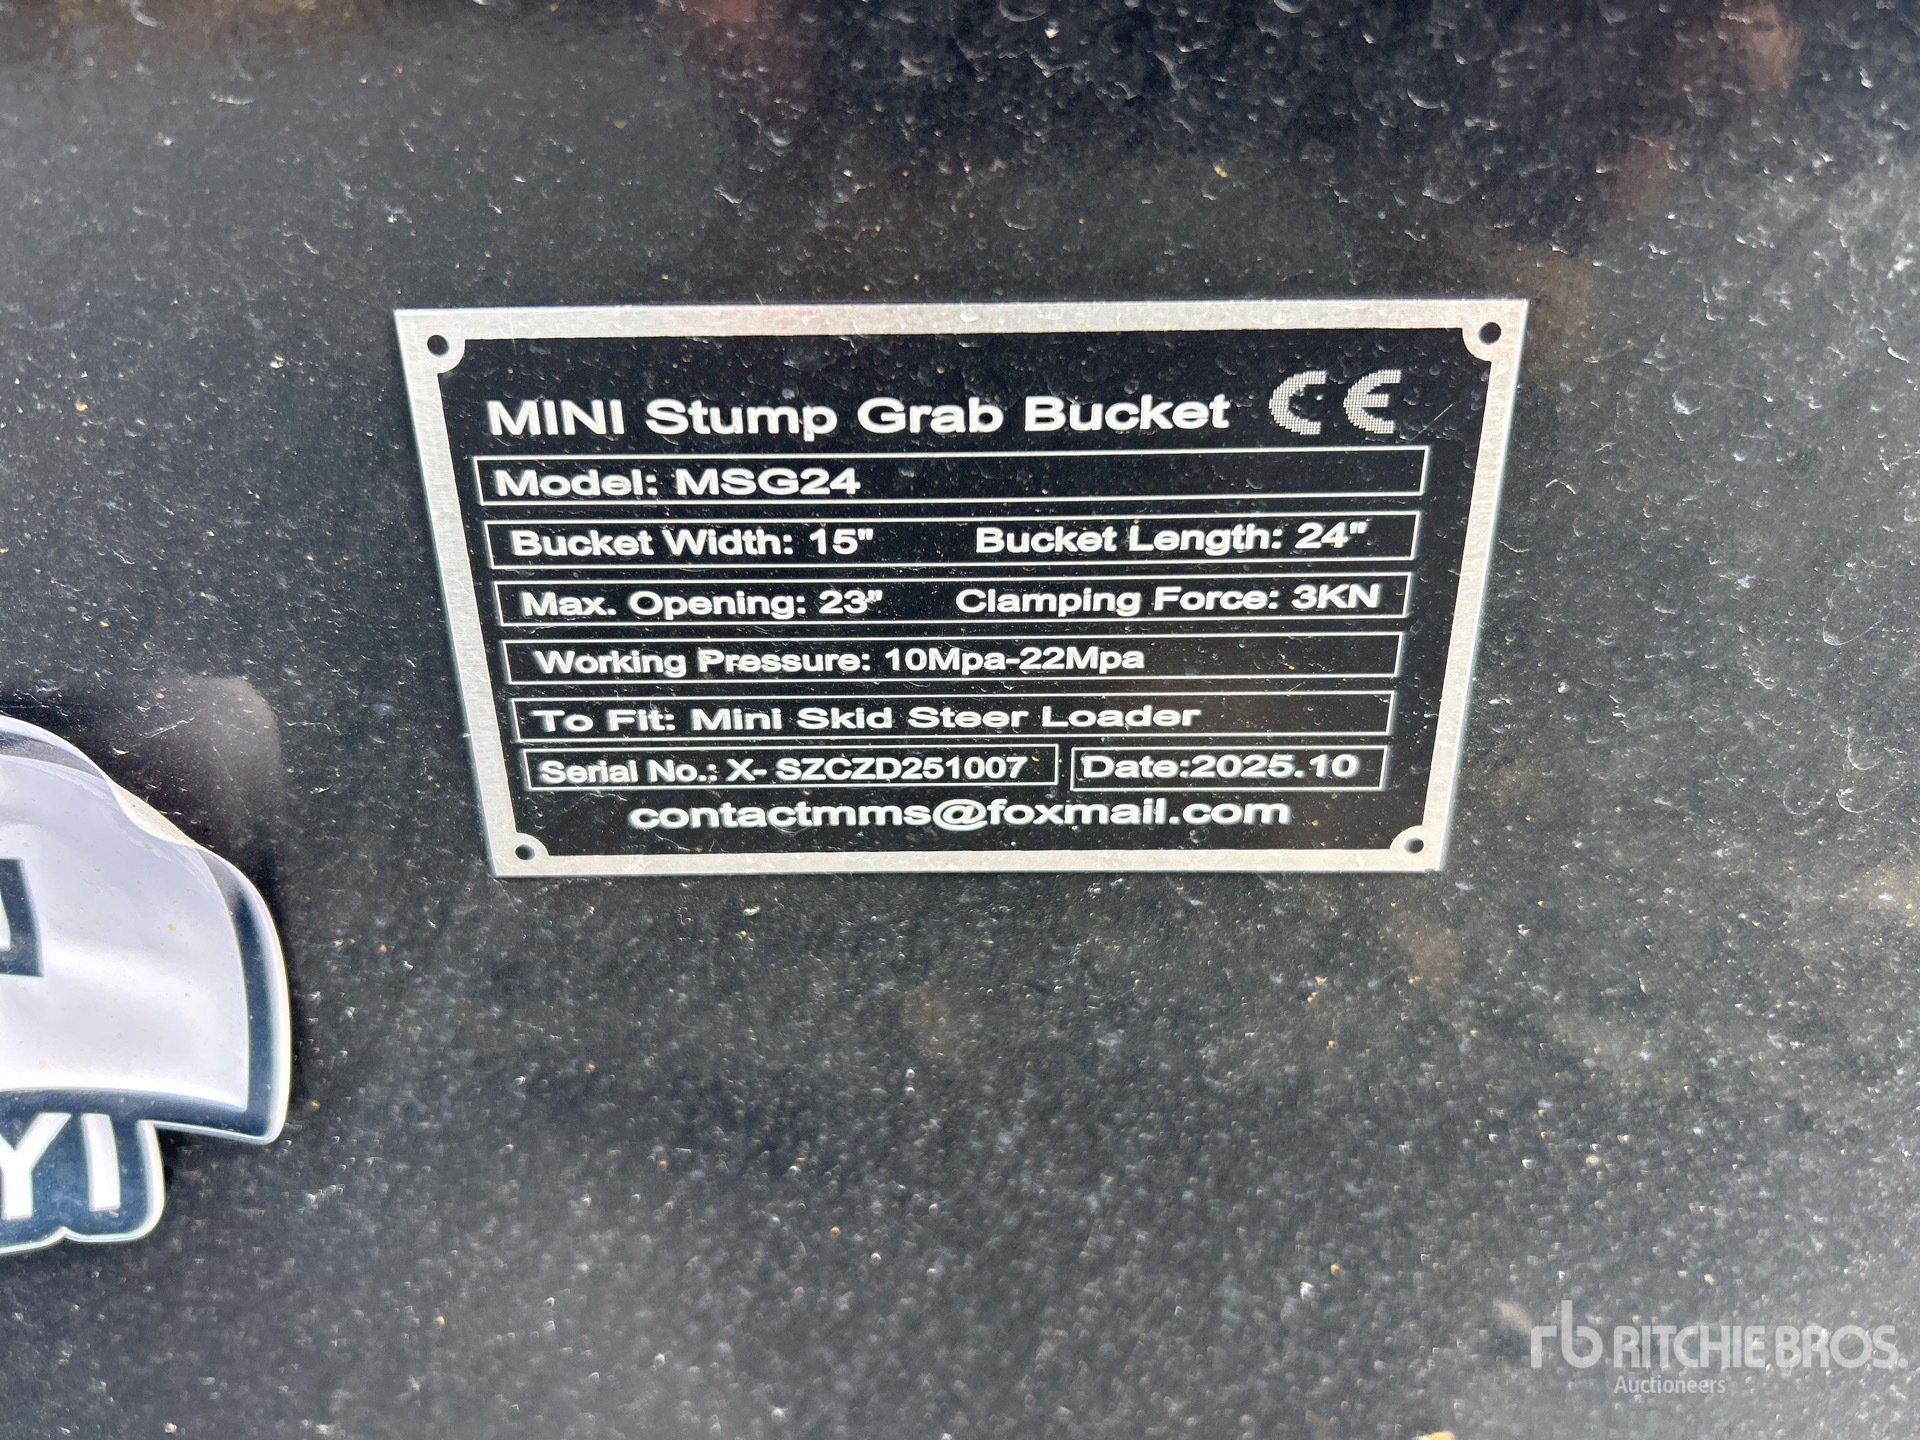 MINI Stump Grab Bucket CE
Model: MSG24
Bucket Width: 15" Bucket Length: 24"
Max. Opening: 23" Clamping Force: 3KN
Working Pressure: 10Mpa-22Mpa
To Fit: Mini Skid Steer Loader
Serial No.: X- SZCZD251007 Date:2025.10
contactmms@foxmail.com
YI
rb RITCHIE BROS.
Auctioneers